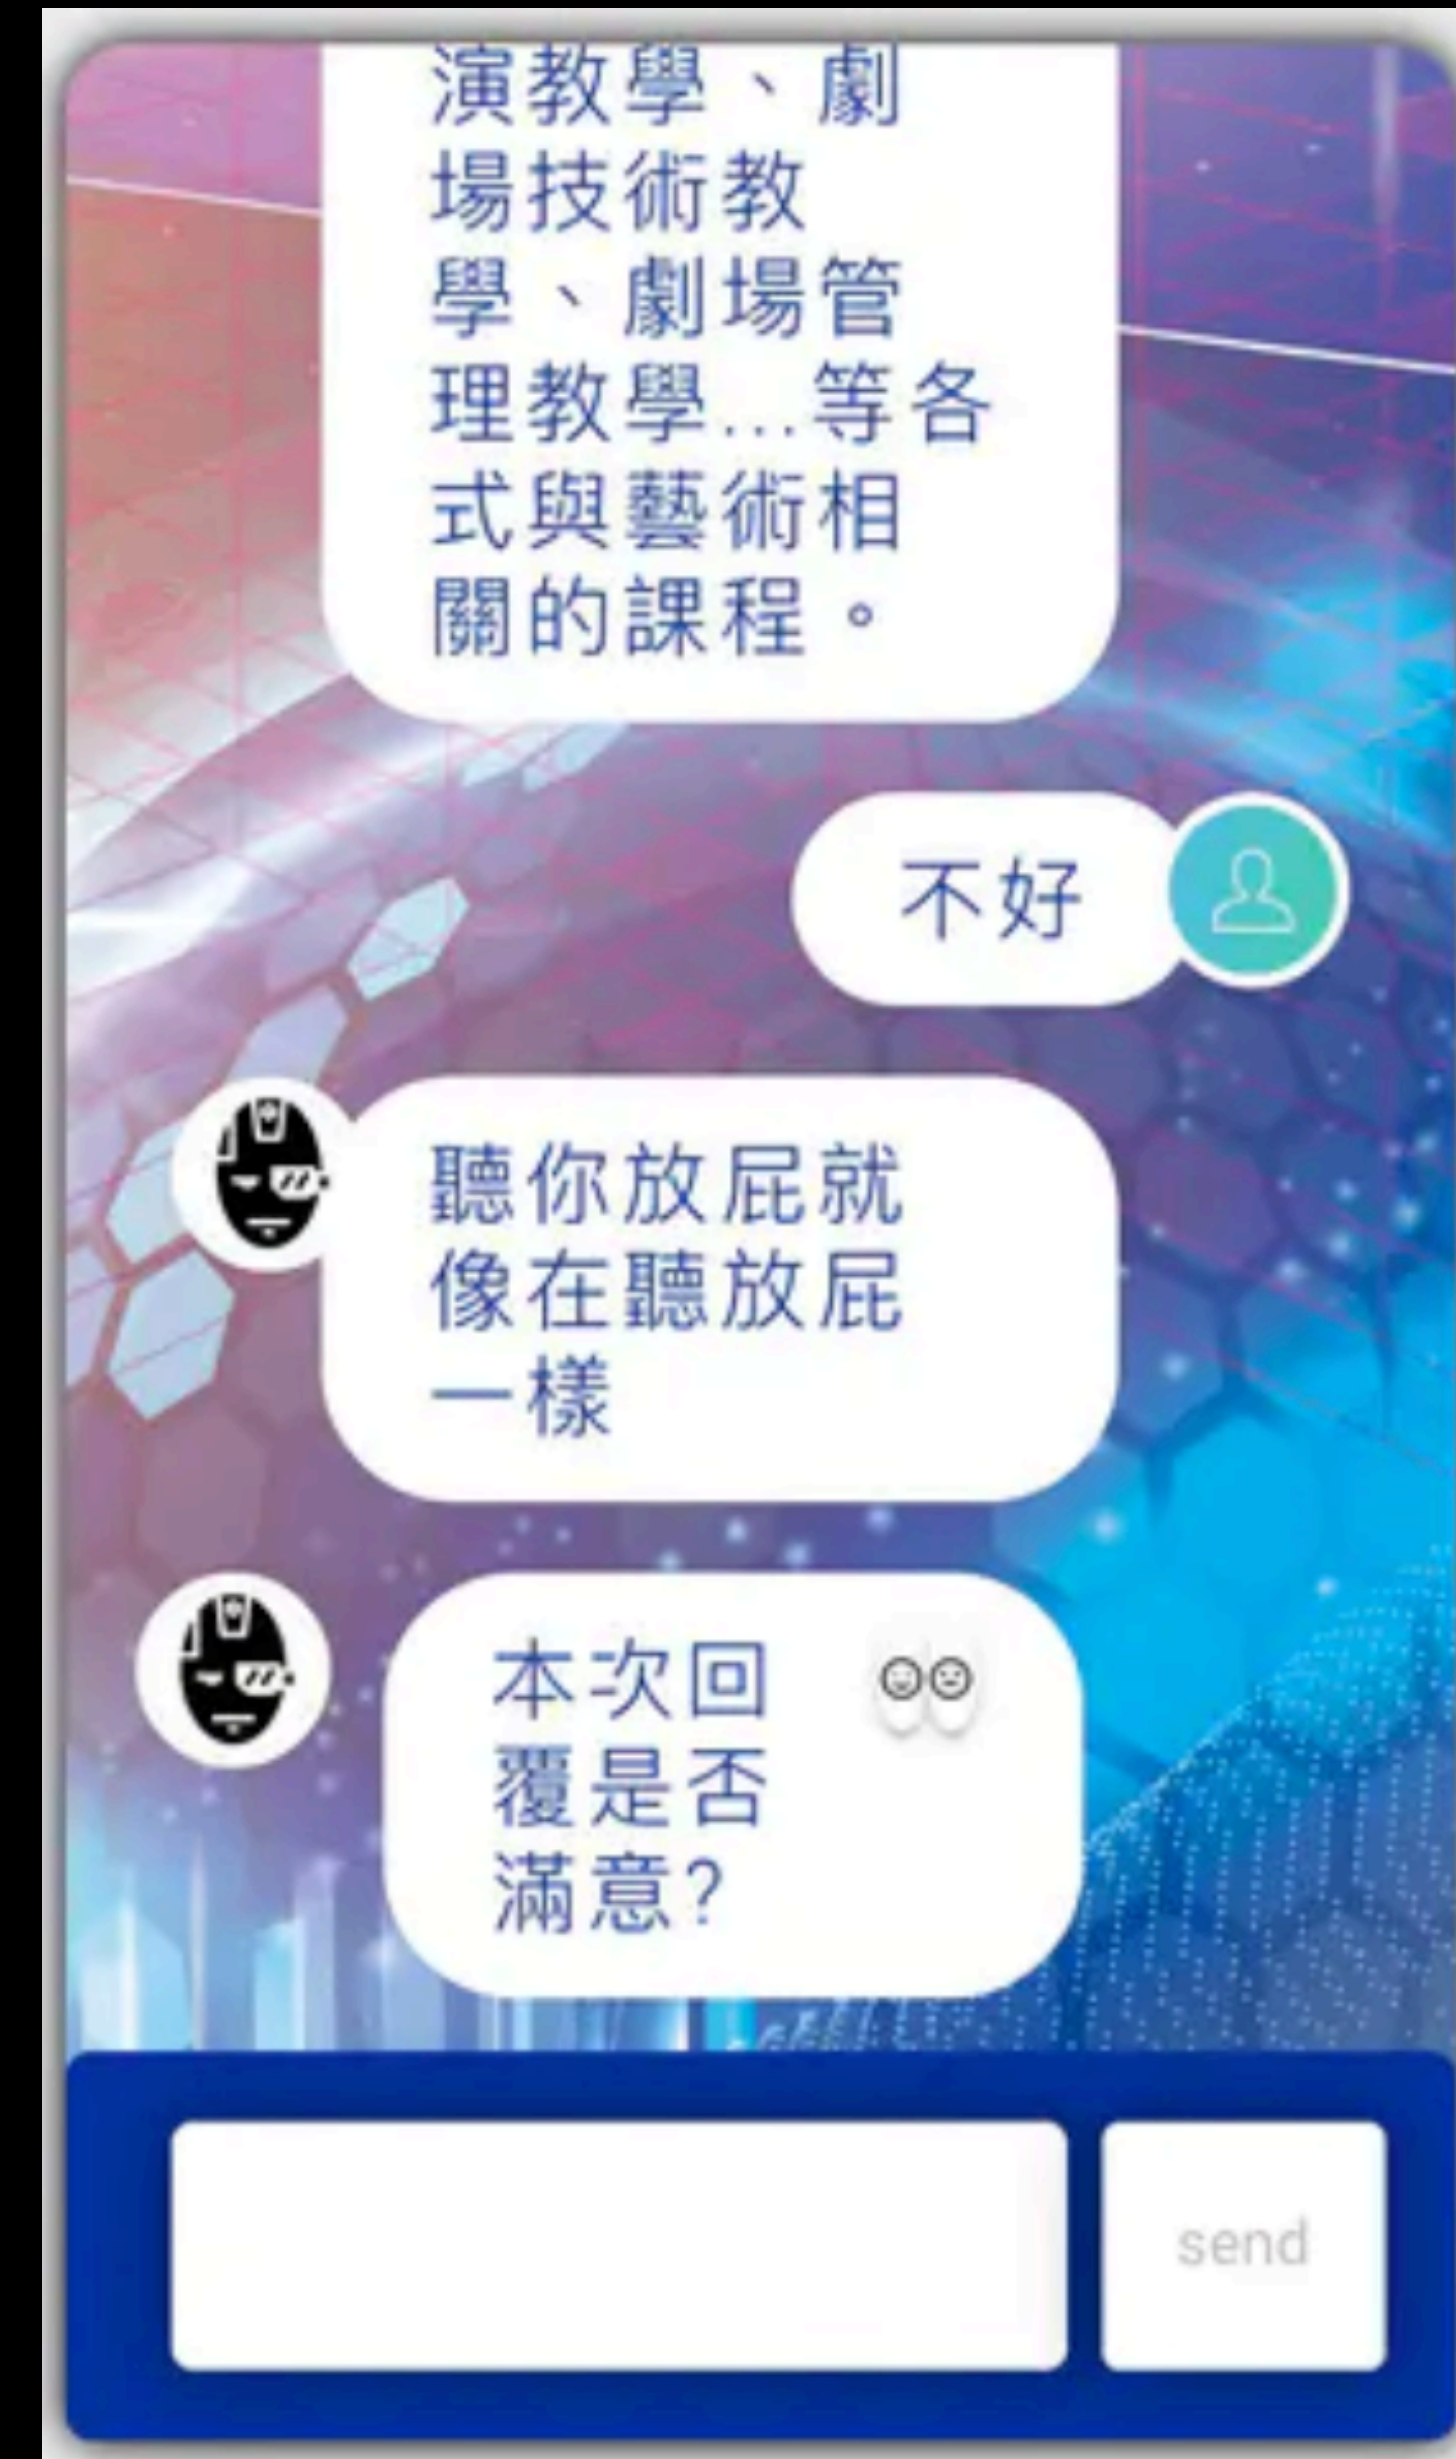 演教學、劇
場技術教
學、劇場管
理教學...等各
式與藝術相
關的課程。
不好
聽你放屁就
像在聽放屁
一樣
本次回
覆是否
滿意?
send